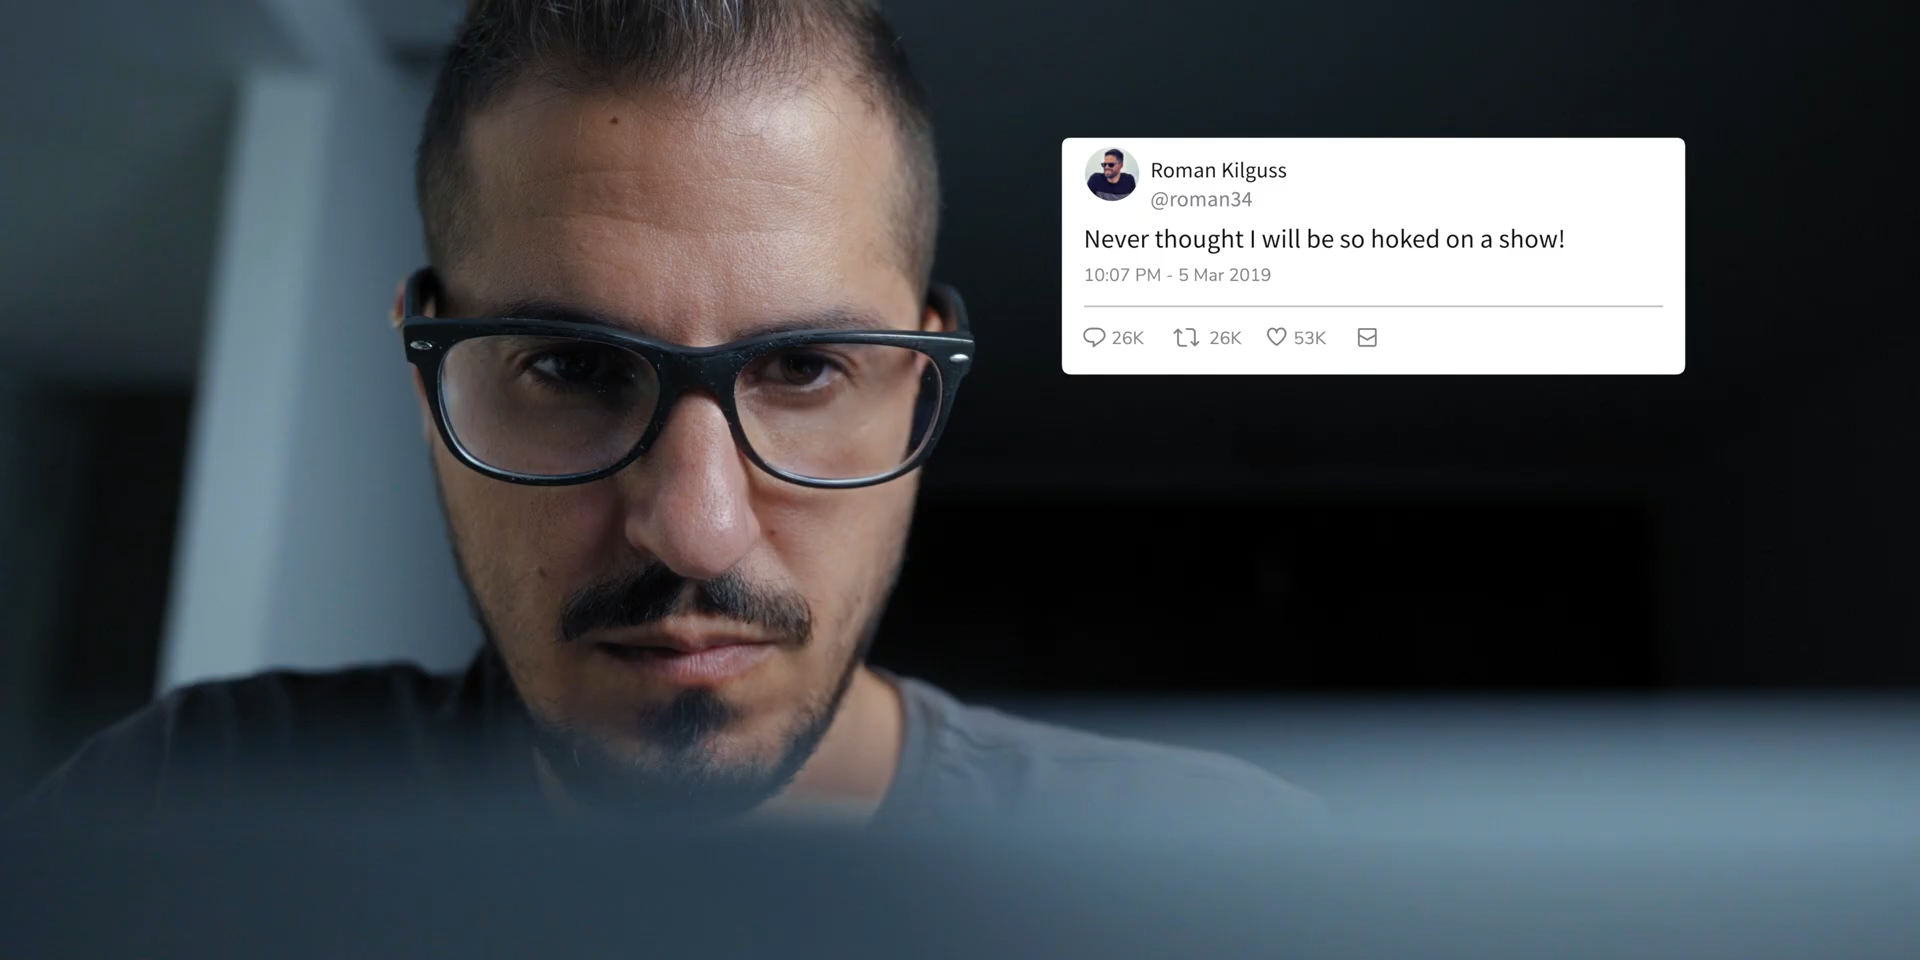 Roman Kilguss
@roman34
Never thought I will be so hoked on a show!
10:07 PM - 5 Mar 2019
26K 26K 53K